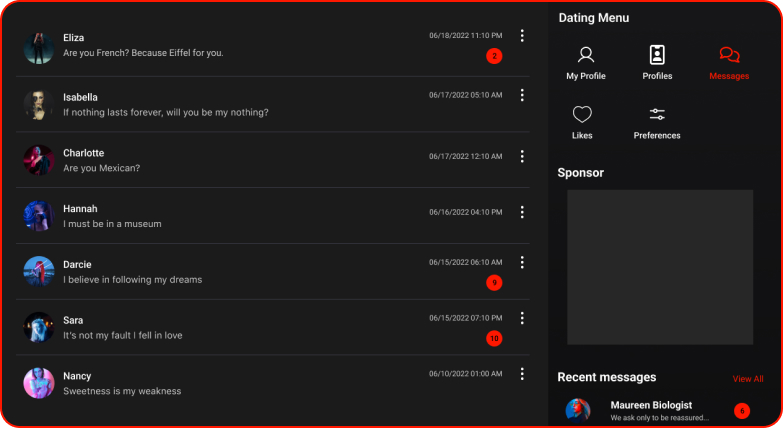 Eliza
06/18/2022 11:10 PM
Are you French? Because Eiffel for you.
2
Isabella
06/17/2022 05:10 AM
If nothing lasts forever, will you be my nothing?
Charlotte
06/17/2022 12:10 AM
Are you Mexican?
Hannah
06/16/2022 04:10 PM
I must be in a museum
Darcie
06/15/2022 06:10 AM
I believe in following my dreams
9
Sara
06/15/2022 07:10 PM
It's not my fault I fell in love
10
Nancy
06/10/2022 01:00 AM
Sweetness is my weakness
Dating Menu
My Profile
Profiles
Messages
Likes
Preferences
Sponsor
Recent messages
View All
Maureen Biologist
We ask only to be reassured...
6